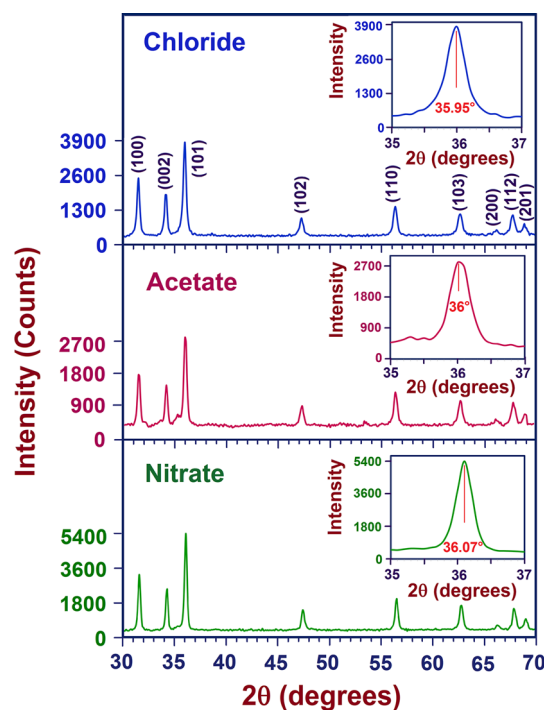 Intensity (Counts)
Chloride
3900
2600
1300
0
(100)
(002)
(101)
(102)
(110)
(103)
(200)
(112)
(201)
Intensity
3900
2600
1300
0
35.95°
35 36 37
2θ (degrees)
Acetate
2700
1800
900
0
Intensity
2700
1800
900
0
36°
35 36 37
2θ (degrees)
Nitrate
5400
3600
1800
0
Intensity
5400
3600
1800
0
36.07°
35 36 37
2θ (degrees)
30 35 40 45 50 55 60 65 70
2θ (degrees)